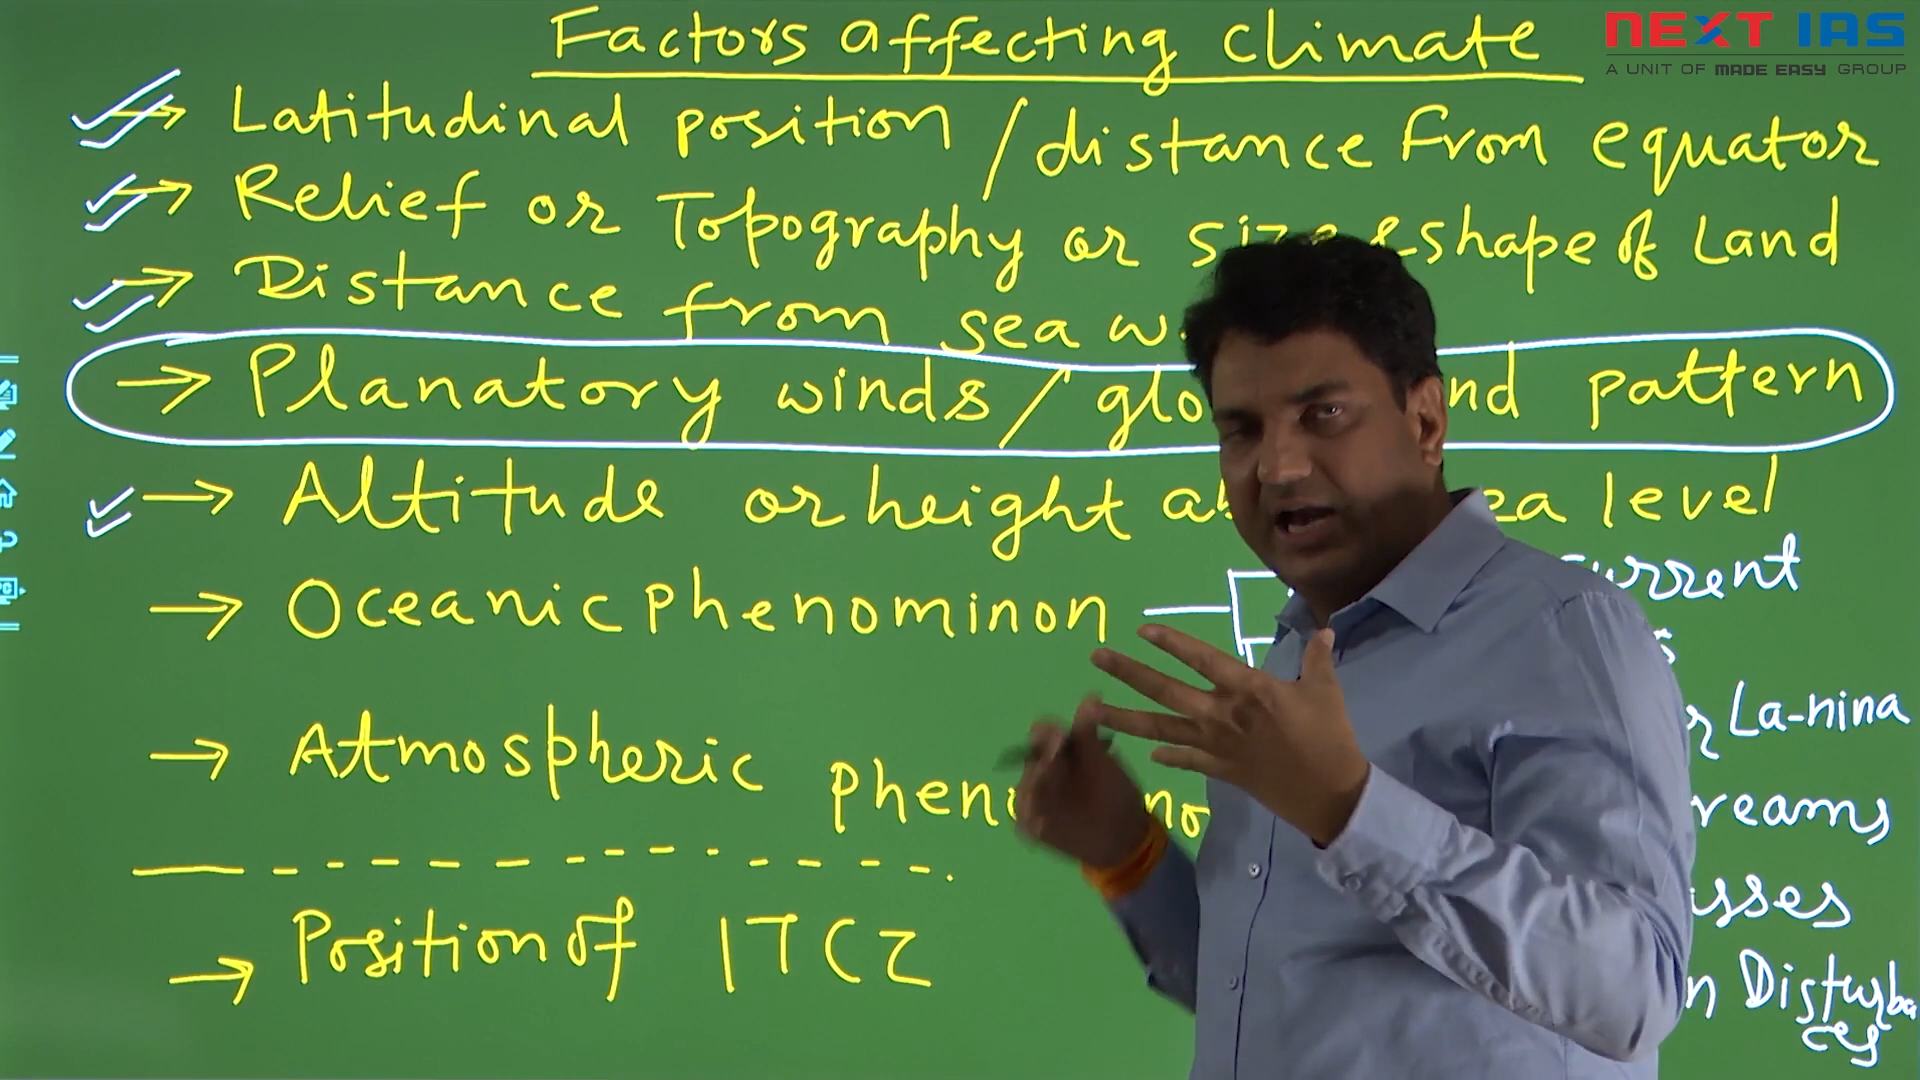 Factors affecting climate
NEXT IAS
A UNIT OF MADE EASY GROUP
→ Latitudinal position / distance from equator
→ Relief or Topography or size & shape of Land
→ Distance from sea
→ Planatory winds / pattern
→ Altitude or height level
→ Oceanic phenominon
La-nina
→ Atmospheric
→ Position of ITCZ
Disturbances